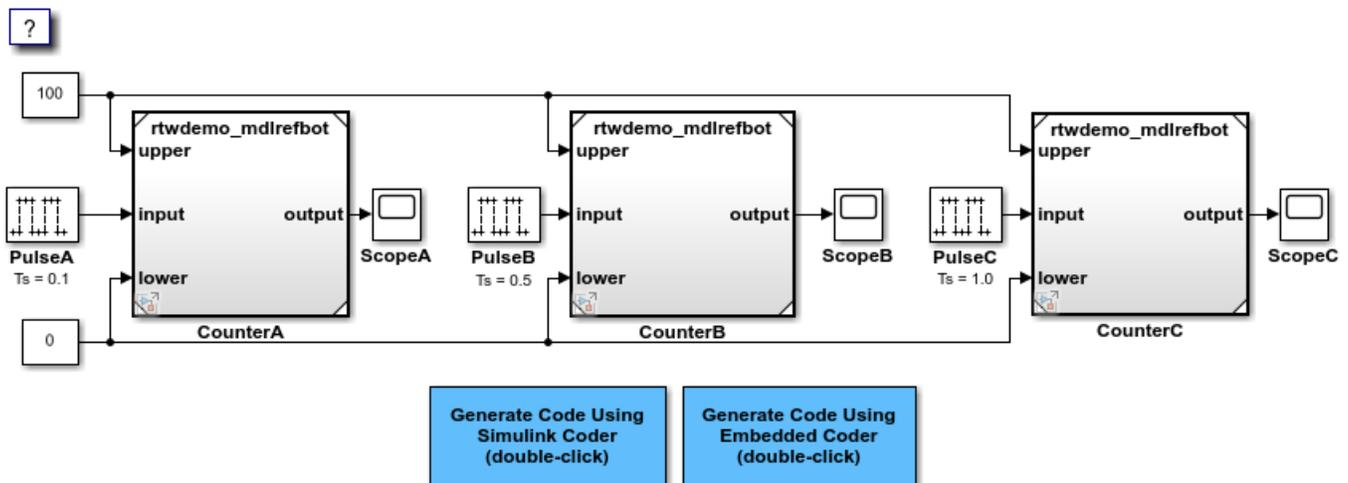 ?
100
rtwdemo_mdlrefbot
upper
input
output
lower
CounterA
PulseA
Ts = 0.1
ScopeA
rtwdemo_mdlrefbot
upper
input
output
lower
CounterB
PulseB
Ts = 0.5
ScopeB
rtwdemo_mdlrefbot
upper
input
output
lower
CounterC
PulseC
Ts = 1.0
ScopeC
0
Generate Code Using
Simulink Coder
(double-click)
Generate Code Using
Embedded Coder
(double-click)